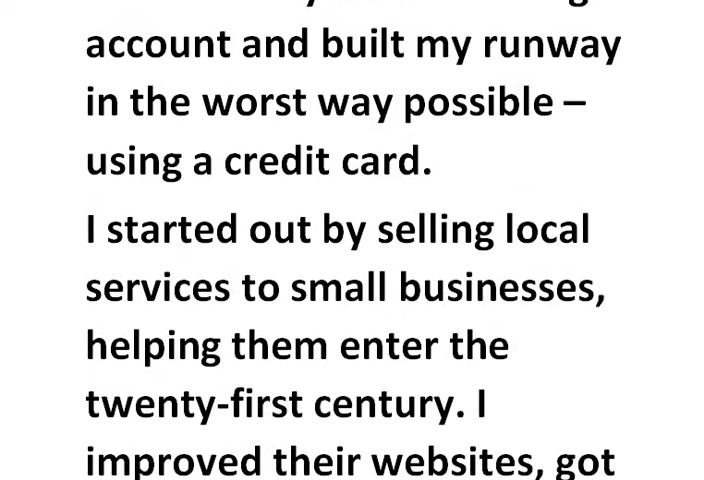 account and built my runway
in the worst way possible –
using a credit card.
I started out by selling local
services to small businesses,
helping them enter the
twenty-first century. I
improved their websites, got